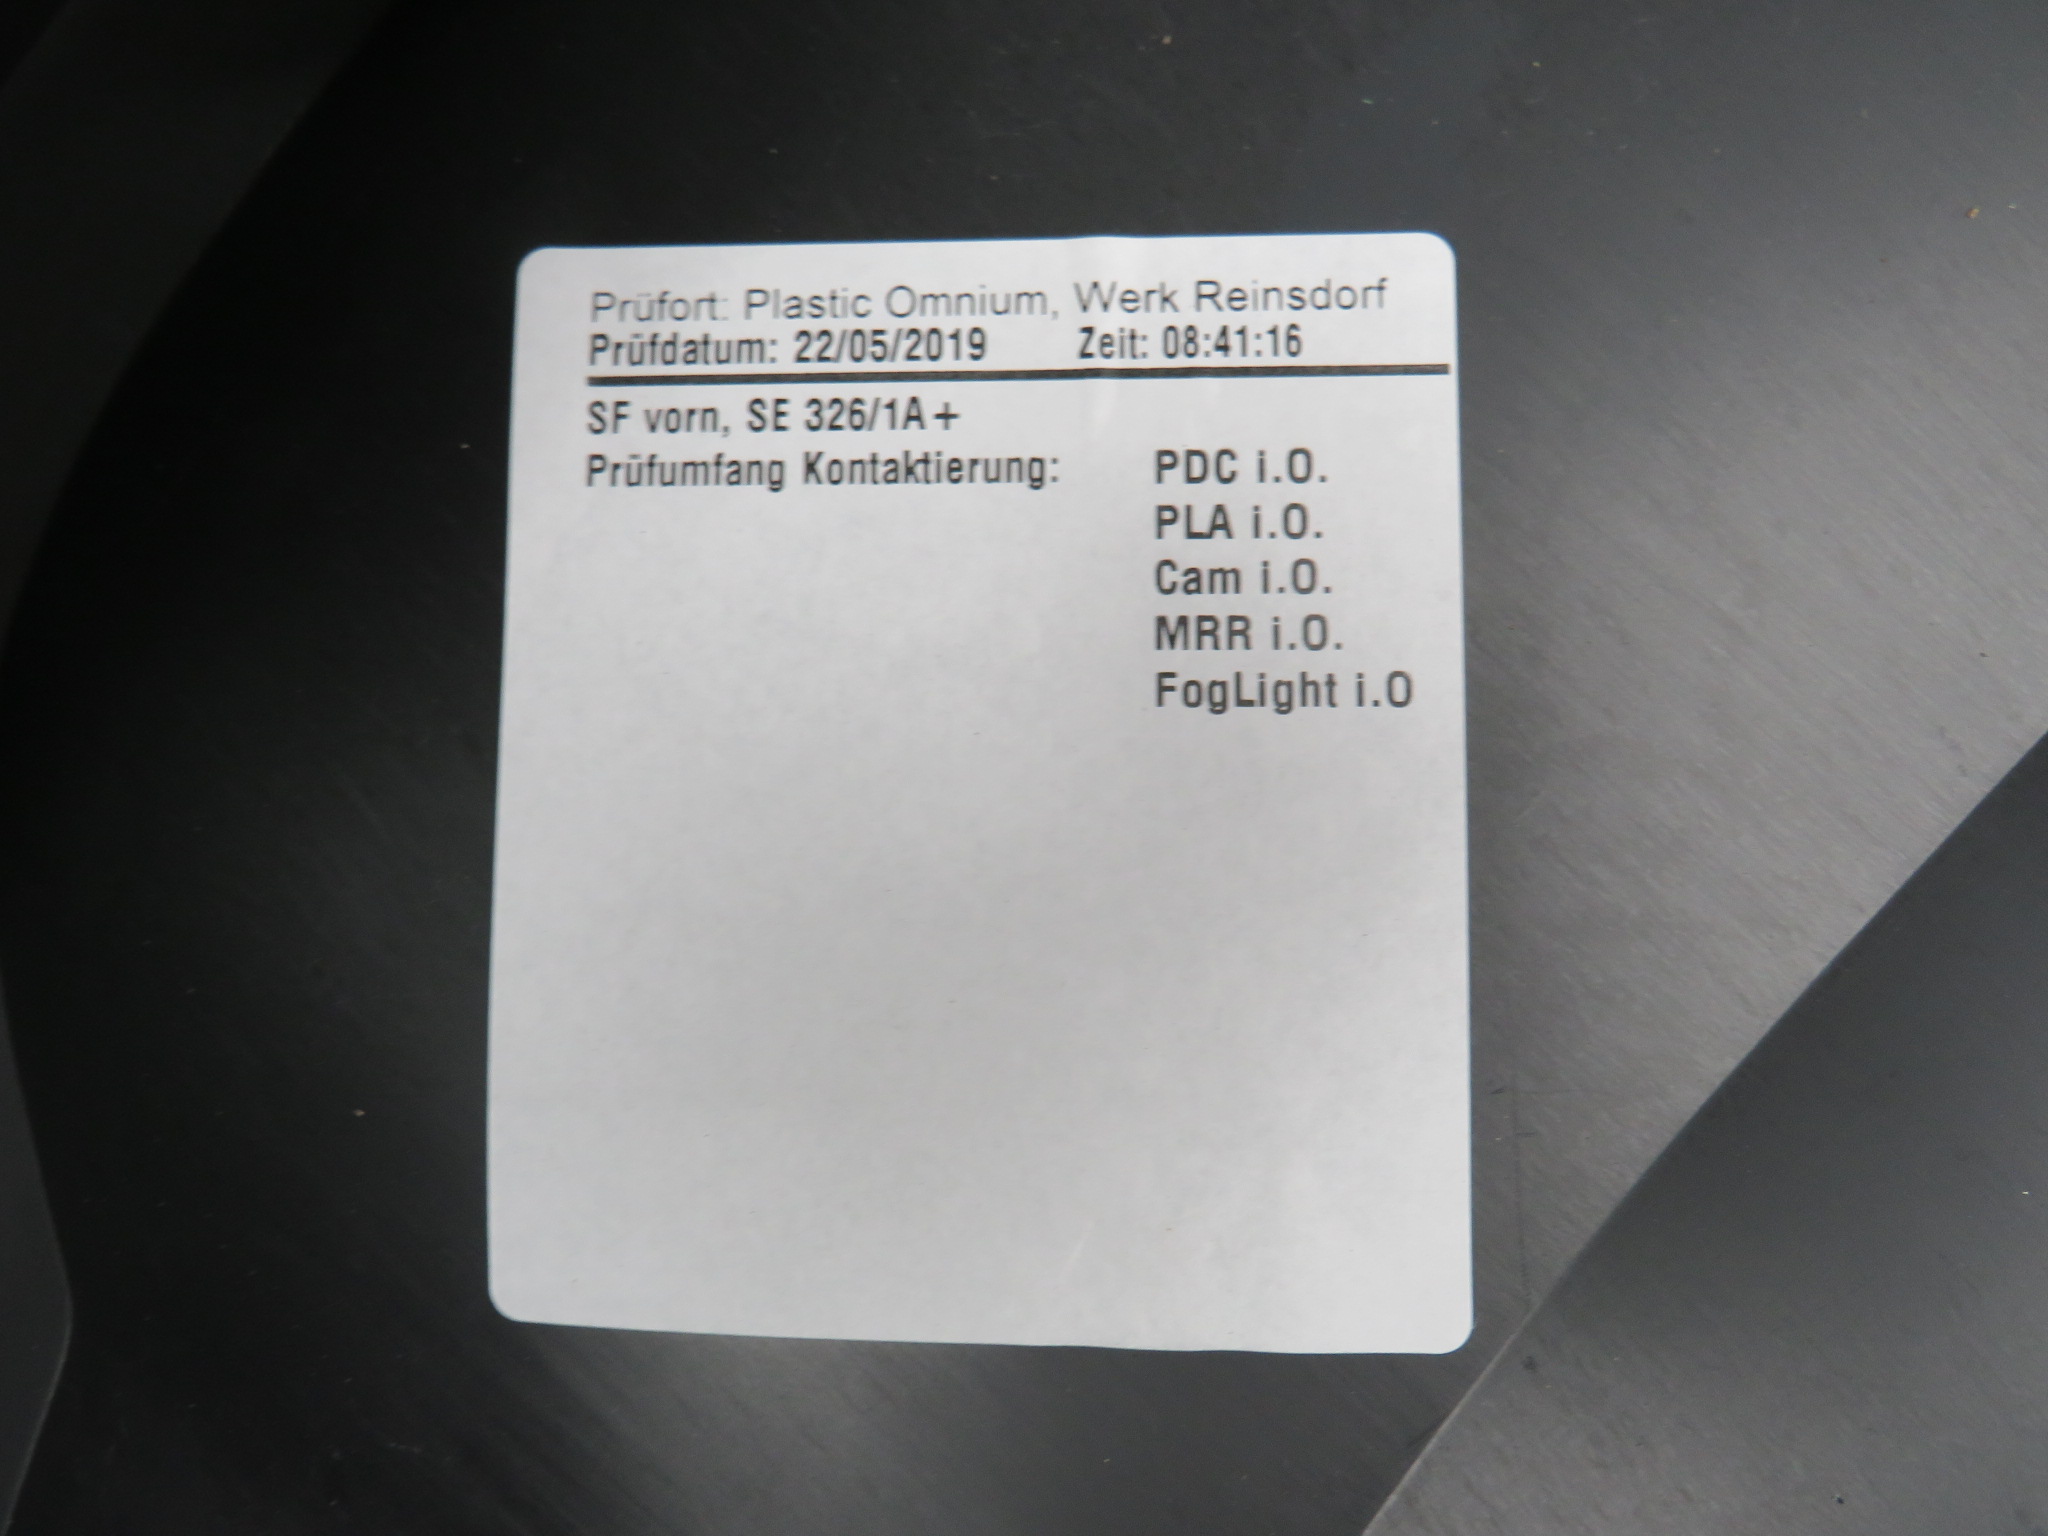 Prüfort: Plastic Omnium, Werk Reinsdorf
Prüfdatum: 22/05/2019 Zeit: 08:41:16
SF vorn, SE 326/1A+
Prüfumfang Kontaktierung: PDC i.O.
PLA i.O.
Cam i.O.
MRR i.O.
FogLight i.O